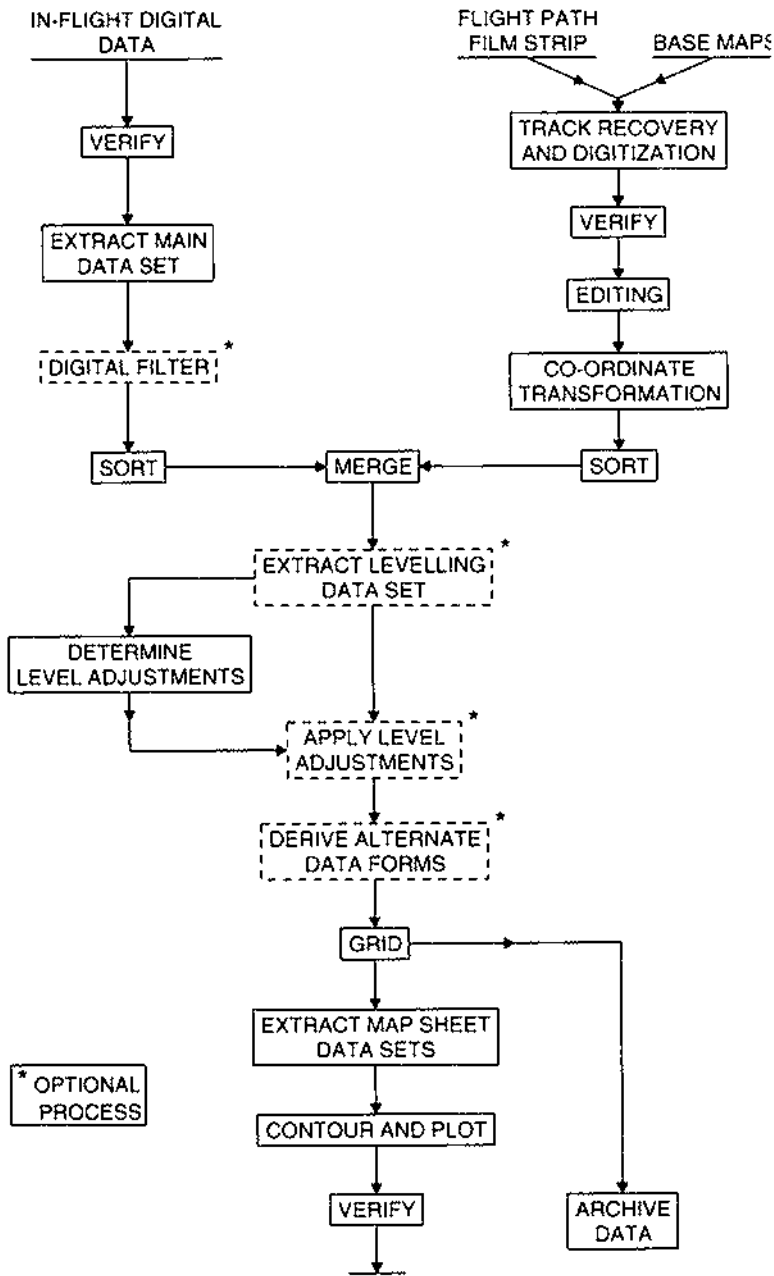 IN-FLIGHT DIGITAL
DATA
FLIGHT PATH
FILM STRIP
BASE MAPS
VERIFY
TRACK RECOVERY
AND DIGITIZATION
EXTRACT MAIN
DATA SET
VERIFY
EDITING
DIGITAL FILTER *
CO-ORDINATE
TRANSFORMATION
SORT
MERGE
SORT
EXTRACT LEVELLING *
DATA SET
DETERMINE
LEVEL ADJUSTMENTS
APPLY LEVEL *
ADJUSTMENTS
DERIVE ALTERNATE *
DATA FORMS
GRID
EXTRACT MAP SHEET
DATA SETS
* OPTIONAL
PROCESS
CONTOUR AND PLOT
VERIFY
ARCHIVE
DATA